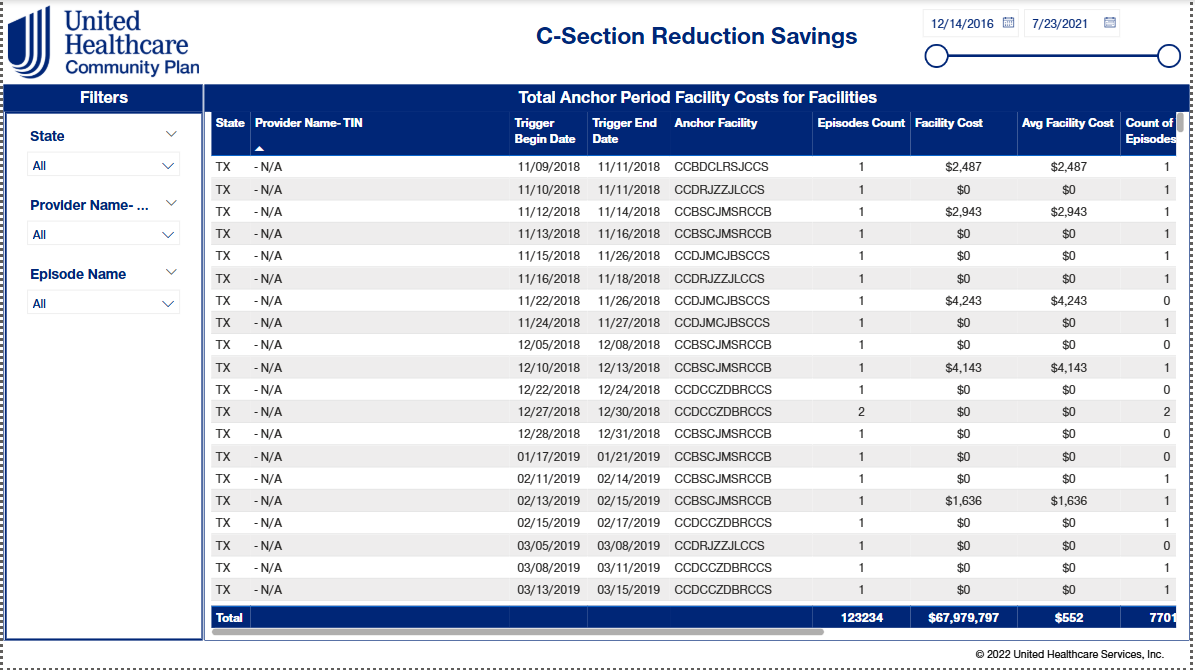 United
Healthcare
Community Plan
C-Section Reduction Savings
12/14/2016 7/23/2021
Filters
State
All
Provider Name- ...
All
Episode Name
All
Total Anchor Period Facility Costs for Facilities
State Provider Name- TIN Trigger Begin Date Trigger End Date Anchor Facility Episodes Count Facility Cost Avg Facility Cost Count of Episodes
TX - N/A 11/09/2018 11/11/2018 CCBDCLRSJCCS 1 $2,487 $2,487 1
TX - N/A 11/10/2018 11/11/2018 CCDRJZZJLCCS 1 $0 $0 1
TX - N/A 11/12/2018 11/14/2018 CCBSCJMSRCCB 1 $2,943 $2,943 1
TX - N/A 11/13/2018 11/16/2018 CCBSCJMSRCCB 1 $0 $0 1
TX - N/A 11/15/2018 11/26/2018 CCDJMCJBSCCS 1 $0 $0 1
TX - N/A 11/16/2018 11/18/2018 CCDRJZZJLCCS 1 $0 $0 1
TX - N/A 11/22/2018 11/26/2018 CCDJMCJBSCCS 1 $4,243 $4,243 0
TX - N/A 11/24/2018 11/27/2018 CCDJMCJBSCCS 1 $0 $0 1
TX - N/A 12/05/2018 12/08/2018 CCBSCJMSRCCB 1 $0 $0 0
TX - N/A 12/10/2018 12/13/2018 CCBSCJMSRCCB 1 $4,143 $4,143 1
TX - N/A 12/22/2018 12/24/2018 CCDCCZDBRCCS 1 $0 $0 0
TX - N/A 12/27/2018 12/30/2018 CCDCCZDBRCCS 2 $0 $0 2
TX - N/A 12/28/2018 12/31/2018 CCBSCJMSRCCB 1 $0 $0 0
TX - N/A 01/17/2019 01/21/2019 CCBSCJMSRCCB 1 $0 $0 0
TX - N/A 02/11/2019 02/14/2019 CCBSCJMSRCCB 1 $0 $0 1
TX - N/A 02/13/2019 02/15/2019 CCBSCJMSRCCB 1 $1,636 $1,636 1
TX - N/A 02/15/2019 02/17/2019 CCDCCZDBRCCS 1 $0 $0 1
TX - N/A 03/05/2019 03/08/2019 CCDRJZZJLCCS 1 $0 $0 0
TX - N/A 03/08/2019 03/11/2019 CCDCCZDBRCCS 1 $0 $0 1
TX - N/A 03/13/2019 03/15/2019 CCDCCZDBRCCS 1 $0 $0 1
Total 123234 $67,979,797 $552 7701
© 2022 United Healthcare Services, Inc.